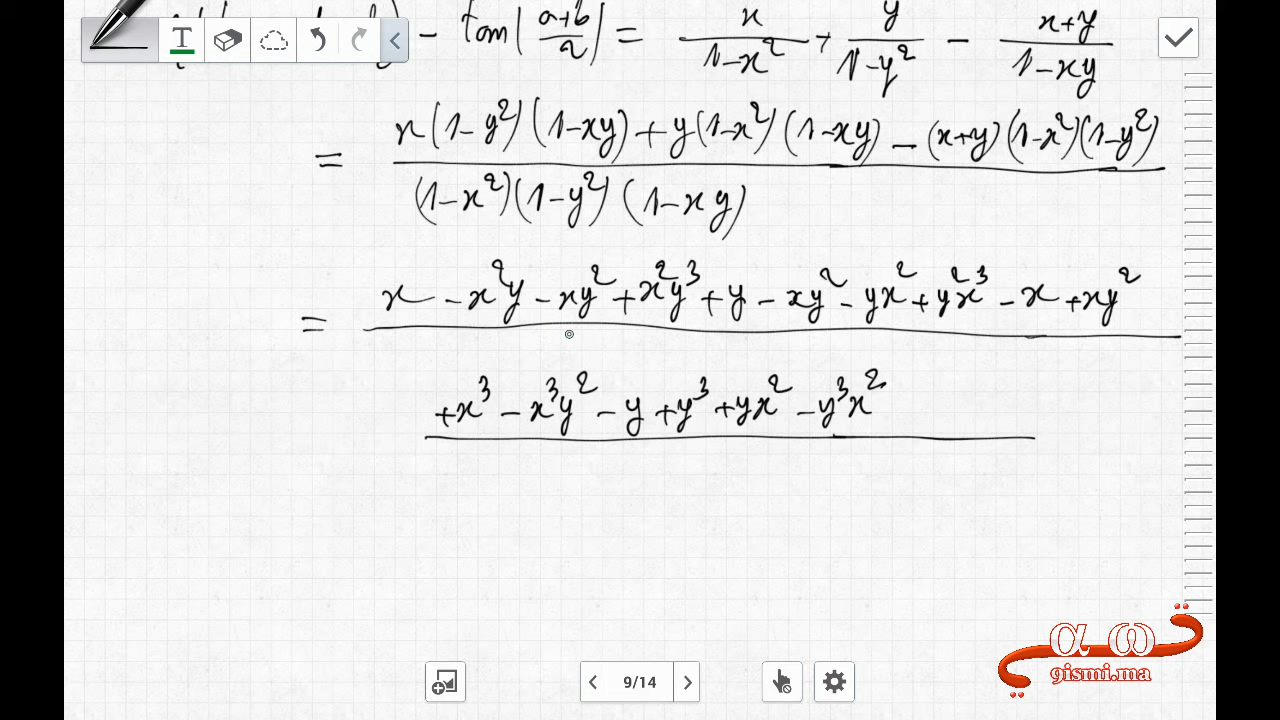 - tan(a+b/2) = x/1-x² + y/1-y² - x+y/1-xy
= x(1-y²)(1-xy)+y(1-x²)(1-xy)-(x+y)(1-x²)(1-y²)
(1-x²)(1-y²)(1-xy)
= x-x²y-xy²+x²y³+y-xy²-yx²+y²x³-x+xy²
+x³-x³y²-y+y³+yx²-y³x²
T
9/14
α ω
gismi.ma